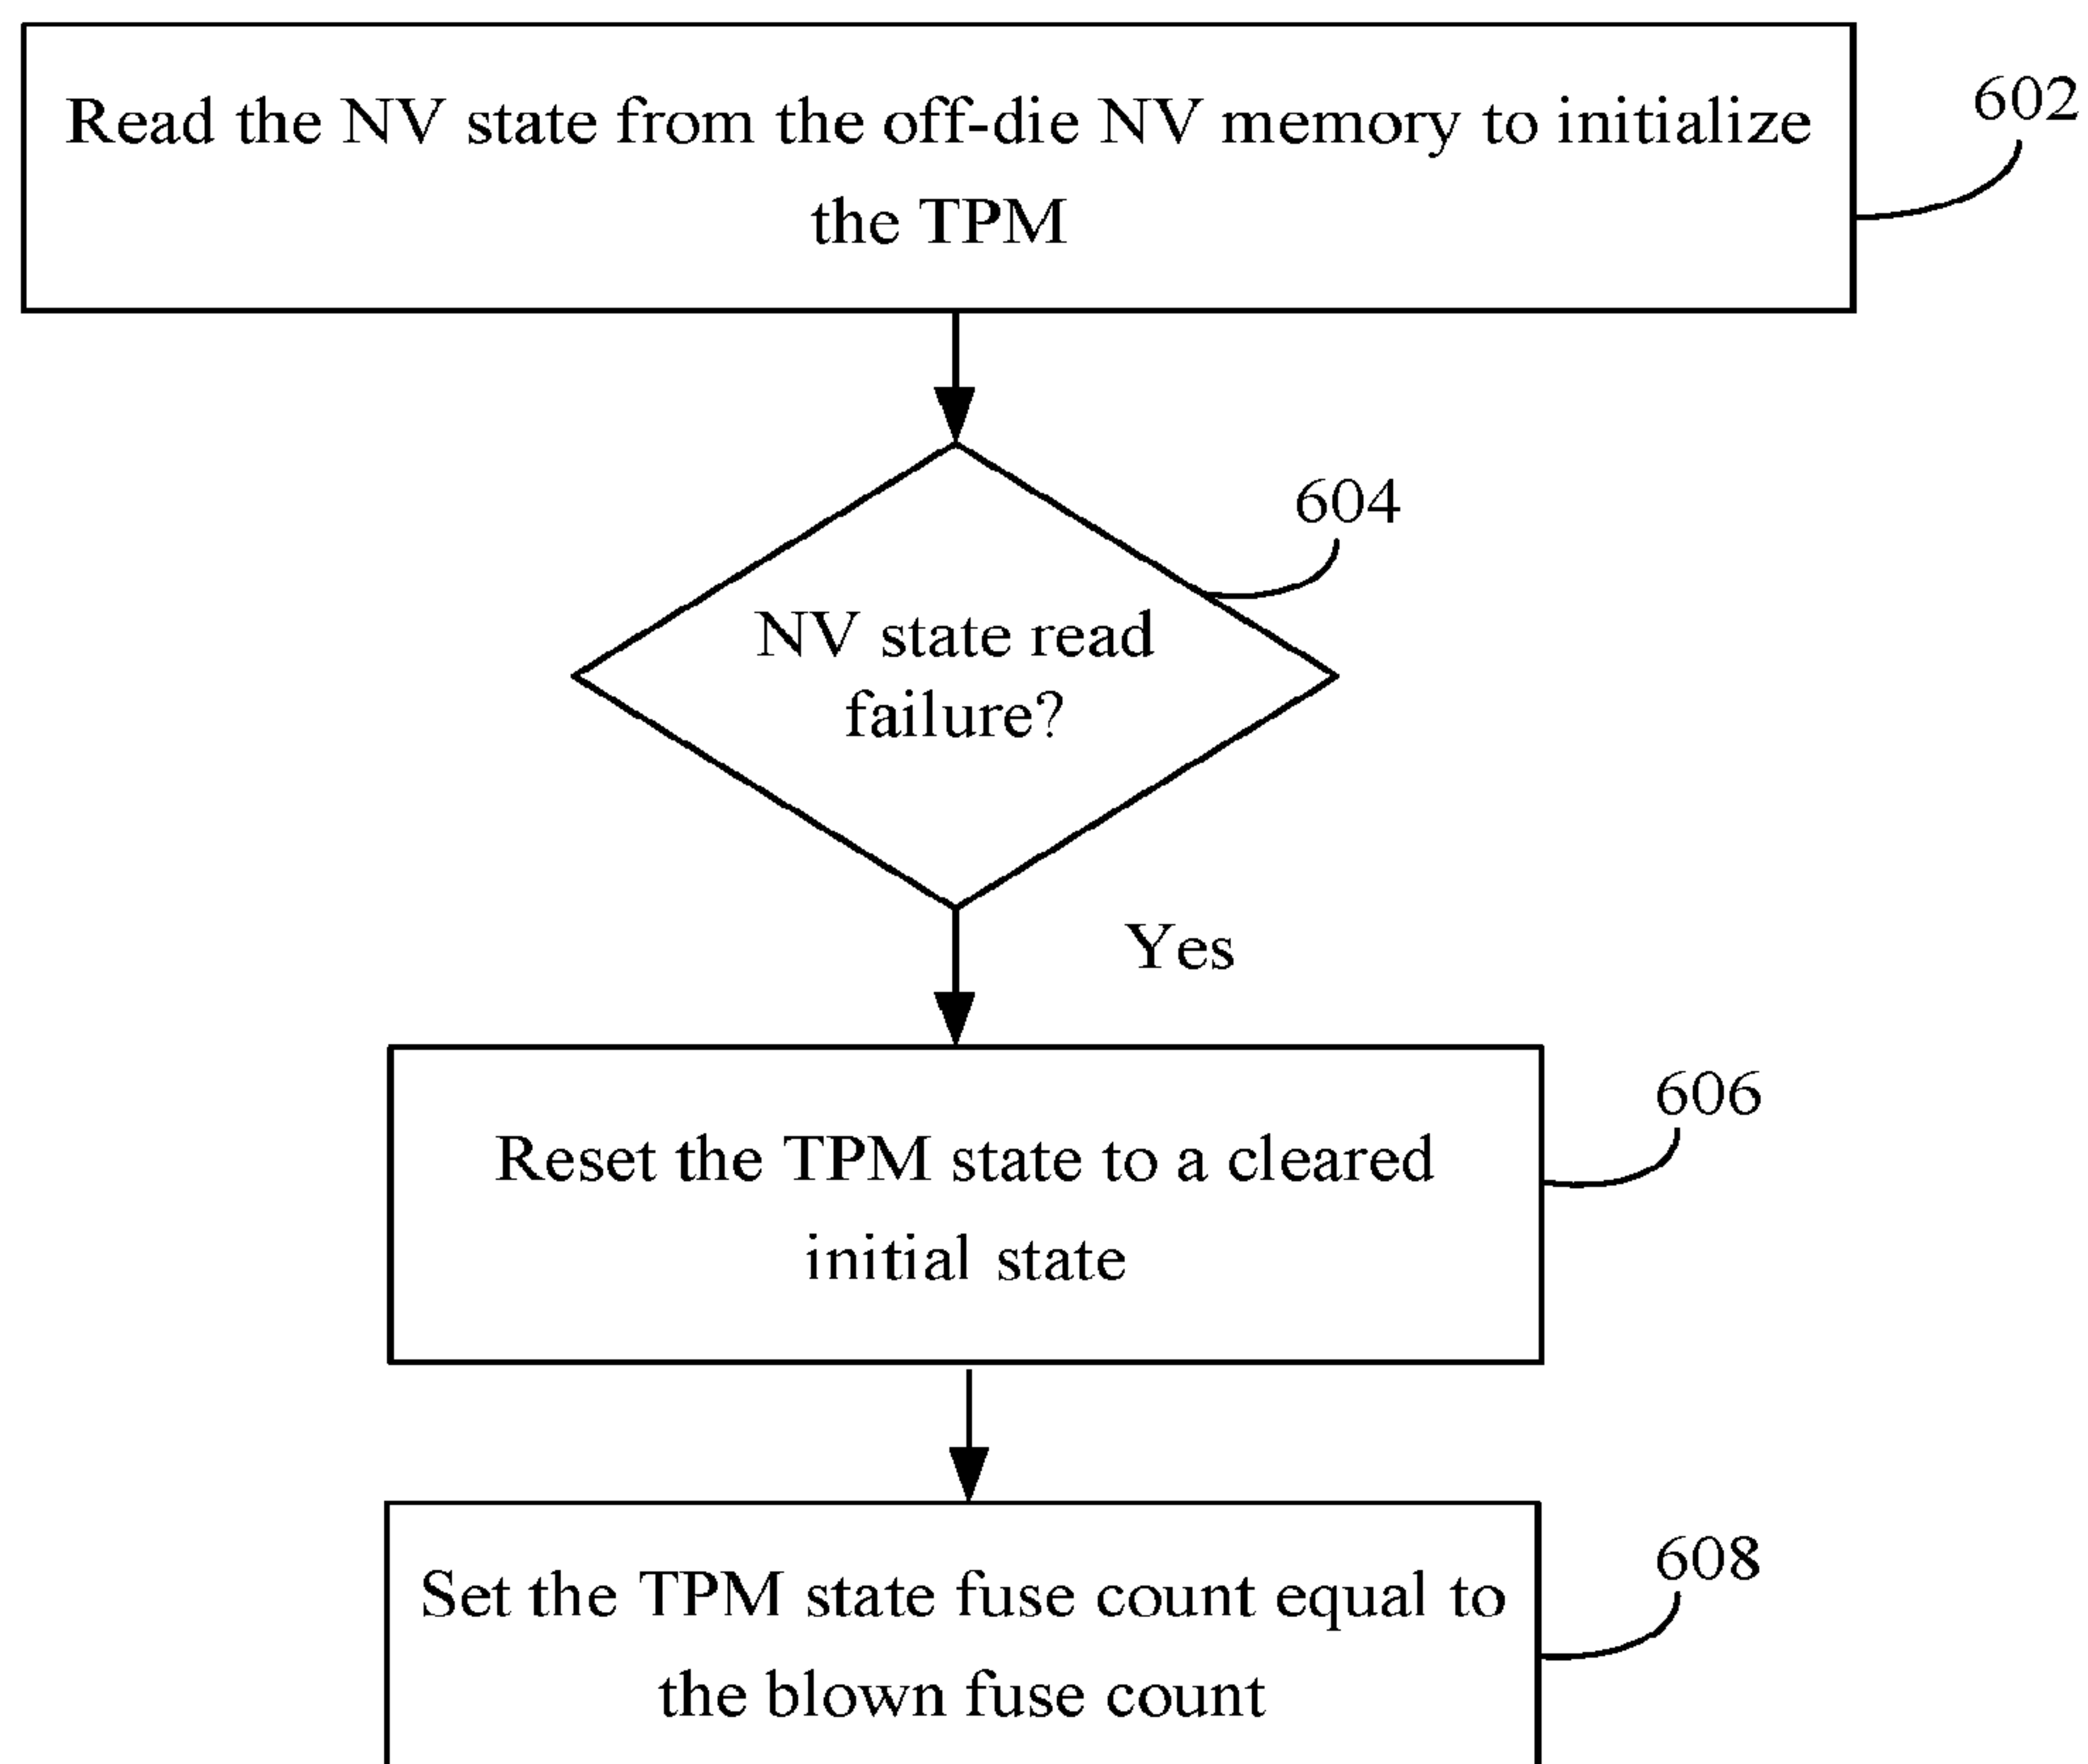 Read the NV state from the off-die NV memory to initialize
the TPM
602
604
NV state read
failure?
Yes
606
Reset the TPM state to a cleared
initial state
608
Set the TPM state fuse count equal to
the blown fuse count